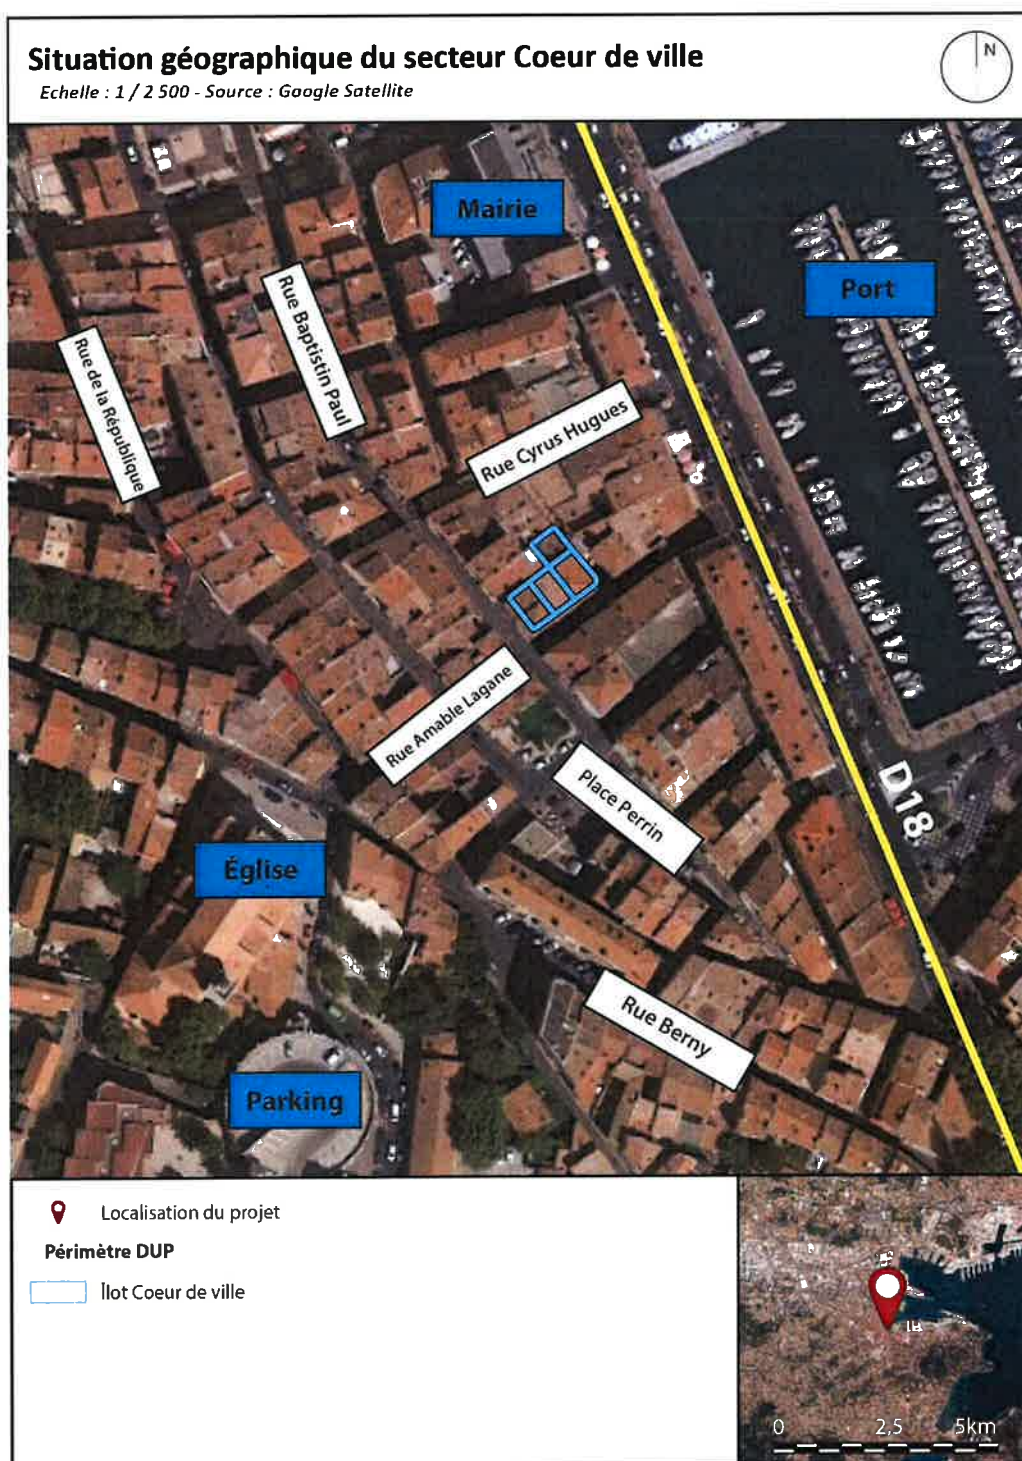 Situation géographique du secteur Coeur de ville
Echelle : 1 / 2 500 - Source : Google Satellite
N
Mairie
Port
Rue Baptistin Paul
Rue de la République
Rue Cyrus Hugues
Rue Amable Lagane
Place Perrin
D18
Église
Rue Berny
Parking
Localisation du projet
Périmètre DUP
Îlot Coeur de ville
0 2,5 5km